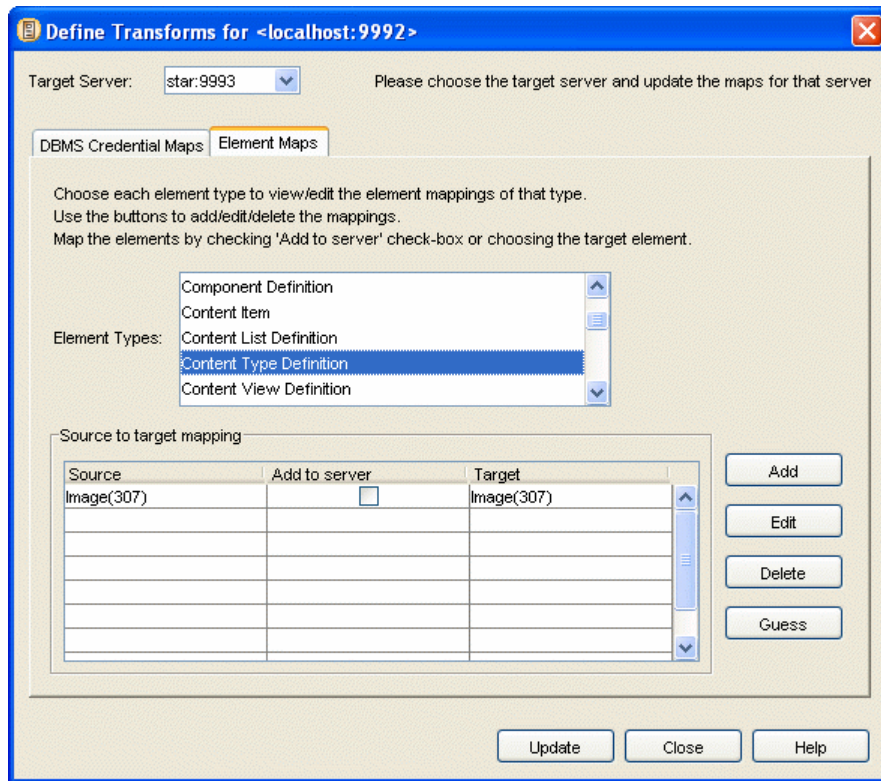 Define Transforms for <localhost:9992>
Target Server: star:9993 Please choose the target server and update the maps for that server
DBMS Credential Maps Element Maps
Choose each element type to view/edit the element mappings of that type.
Use the buttons to add/edit/delete the mappings.
Map the elements by checking 'Add to server' check-box or choosing the target element.
Element Types:
Component Definition
Content Item
Content List Definition
Content Type Definition
Content View Definition
Source to target mapping
Source Add to server Target
Image(307) Image(307)
Add
Edit
Delete
Guess
Update Close Help